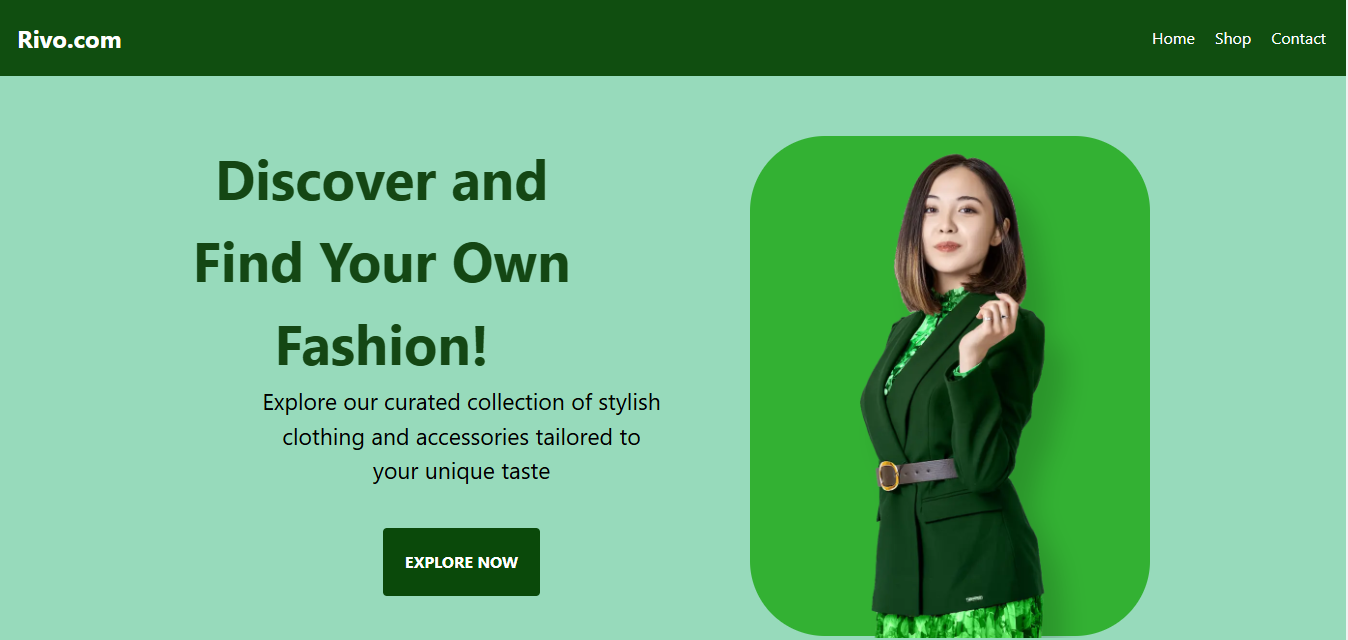 Rivo.com
Home Shop Contact
Discover and
Find Your Own
Fashion!
Explore our curated collection of stylish
clothing and accessories tailored to
your unique taste
EXPLORE NOW